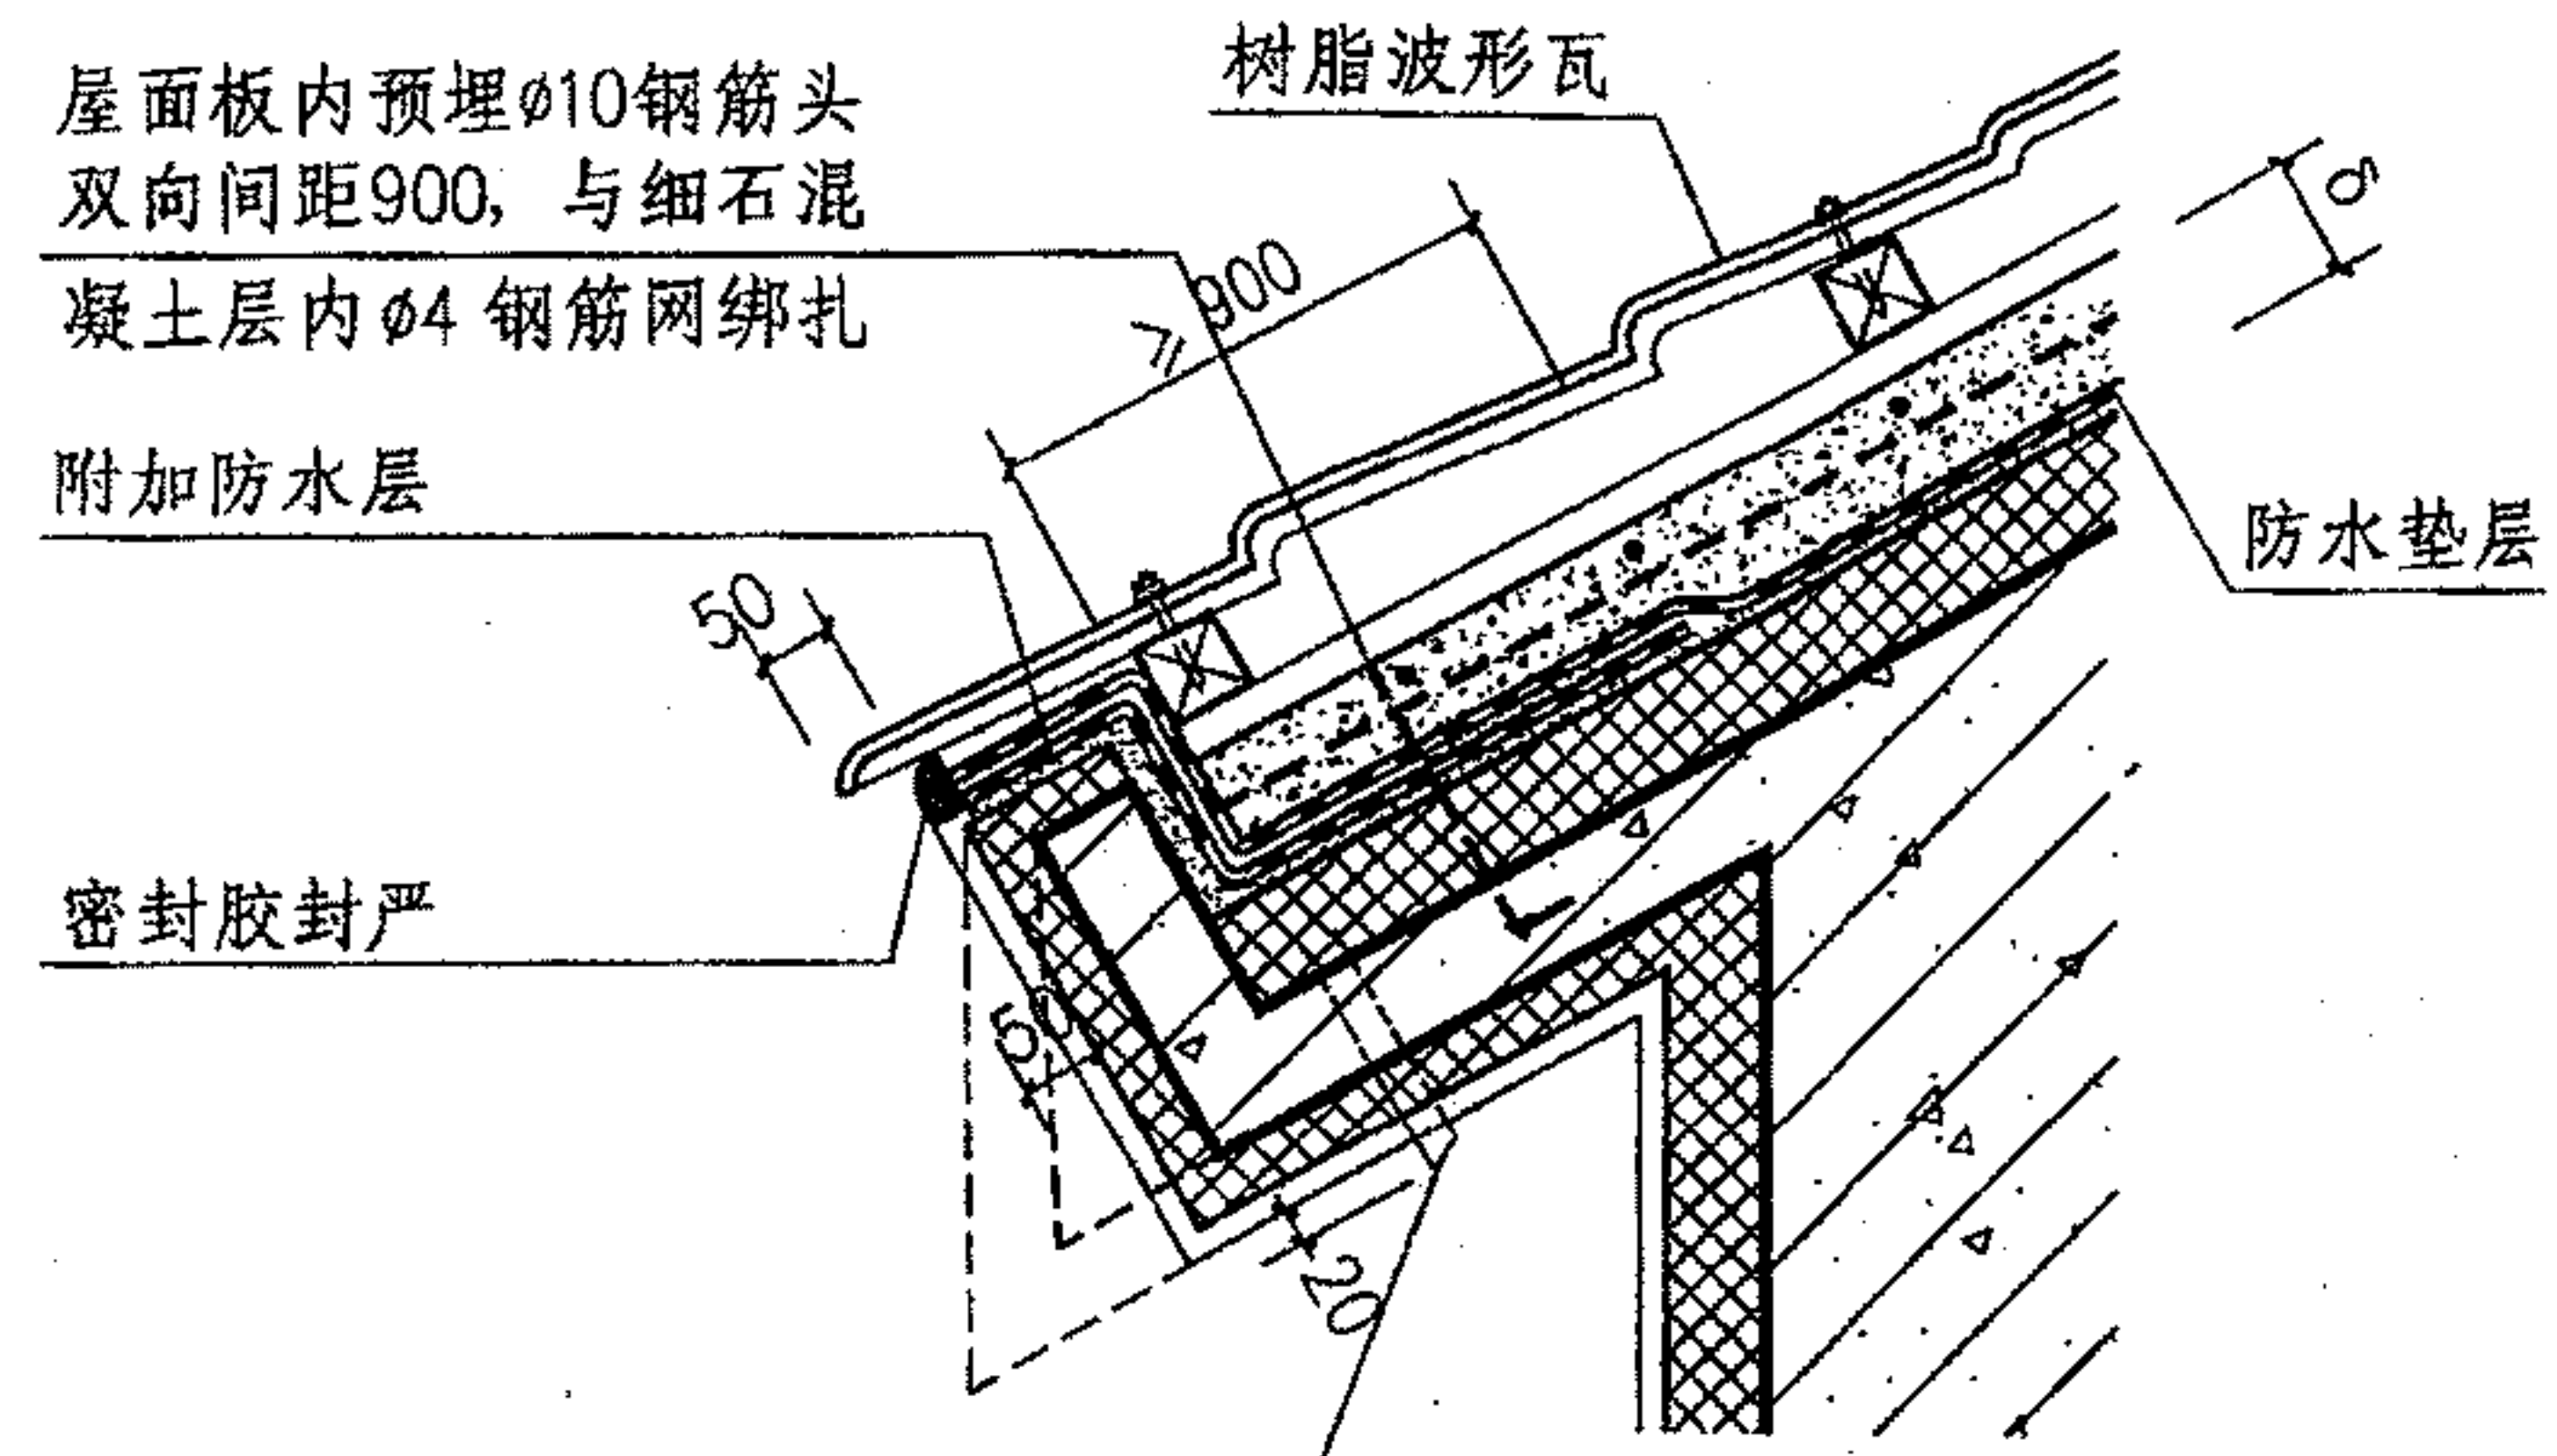 树脂波形瓦
屋面板内预埋ø10钢筋头
双向间距900，与细石混
凝土层内ø4钢筋网绑扎
≥900
δ
附加防水层
防水垫层
50
密封胶封严
50
20